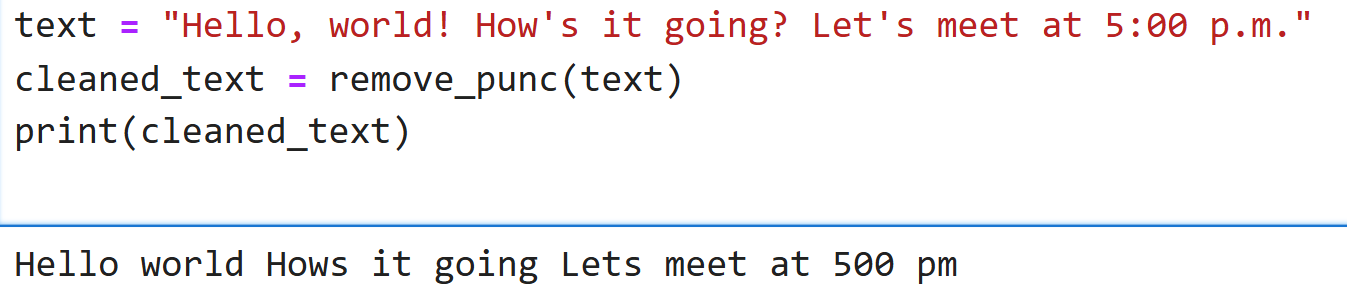 text = "Hello, world! How's it going? Let's meet at 5:00 p.m."
cleaned_text = remove_punc(text)
print(cleaned_text)
Hello world Hows it going Lets meet at 500 pm